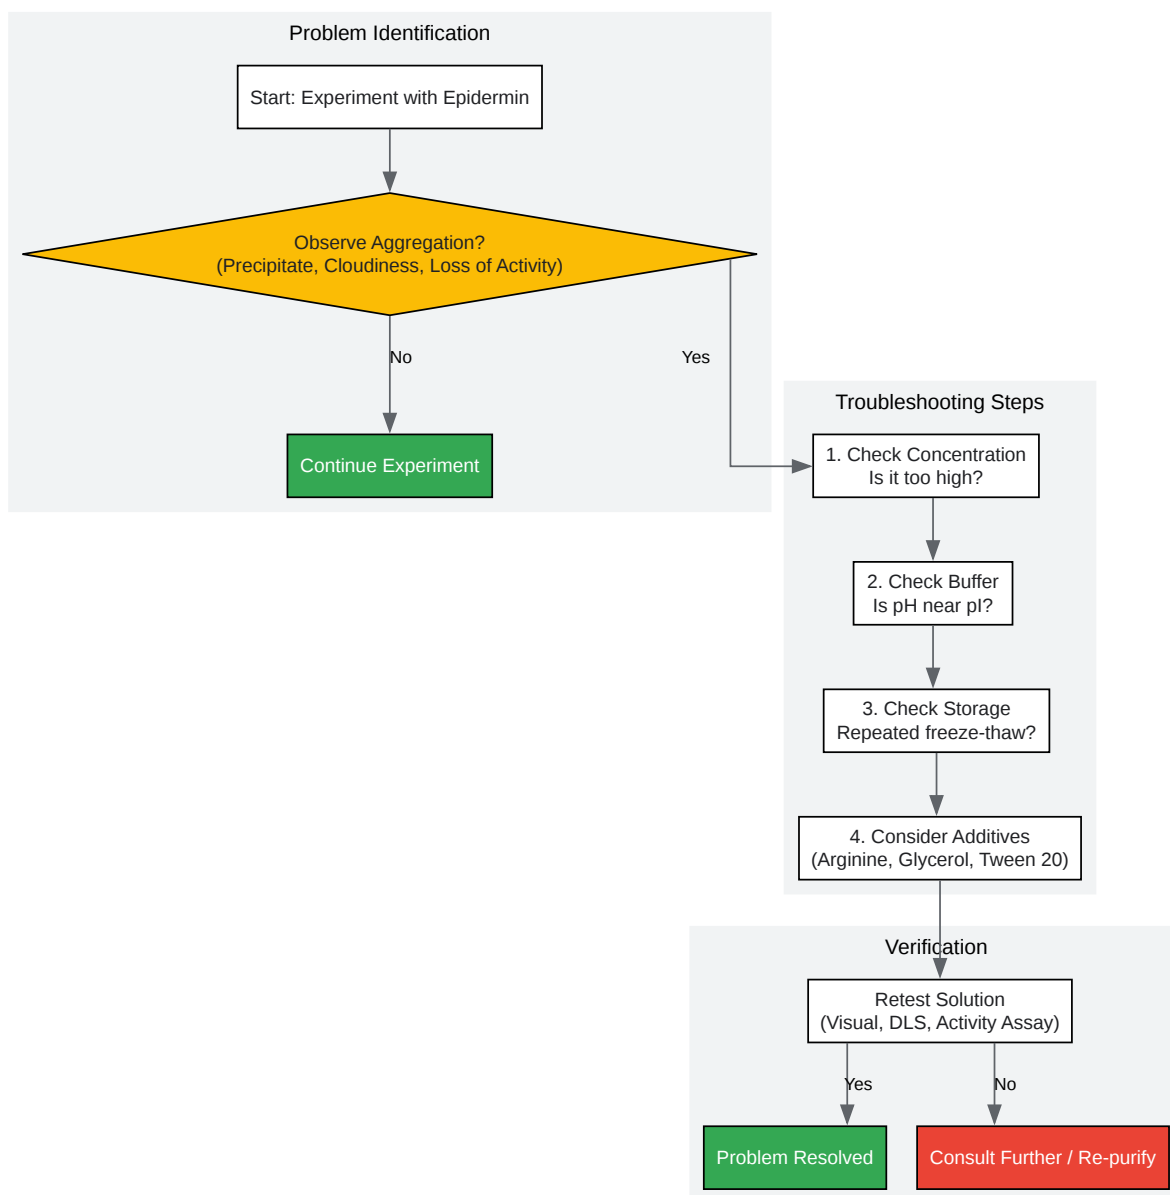 Problem Identification
Start: Experiment with Epidermin
Observe Aggregation?
(Precipitate, Cloudiness, Loss of Activity)
No
Yes
Continue Experiment
Troubleshooting Steps
1. Check Concentration
Is it too high?
2. Check Buffer
Is pH near pI?
3. Check Storage
Repeated freeze-thaw?
4. Consider Additives
(Arginine, Glycerol, Tween 20)
Verification
Retest Solution
(Visual, DLS, Activity Assay)
Yes
No
Problem Resolved
Consult Further / Re-purify